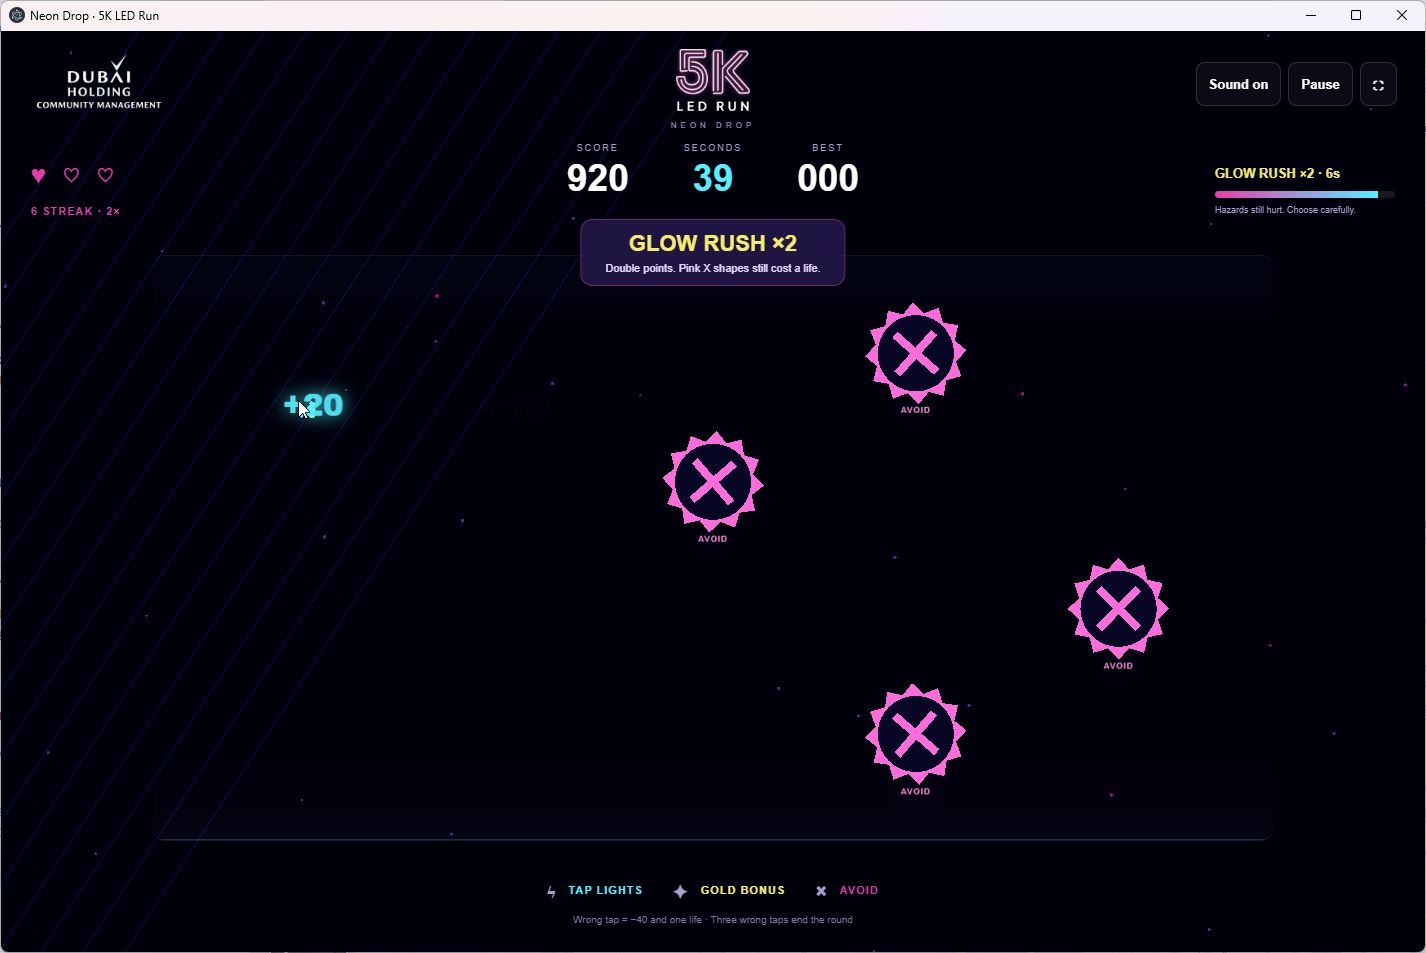 Neon Drop · 5K LED Run
DUBAI
HOLDING
COMMUNITY MANAGEMENT
5K
LED RUN
NEON DROP
Sound on
Pause
SCORE
920
SECONDS
39
BEST
000
6 STREAK · 2×
GLOW RUSH ×2 · 6s
Hazards still hurt. Choose carefully.
GLOW RUSH ×2
Double points. Pink X shapes still cost a life.
+20
AVOID
AVOID
AVOID
AVOID
TAP LIGHTS
GOLD BONUS
AVOID
Wrong tap = −40 and one life · Three wrong taps end the round